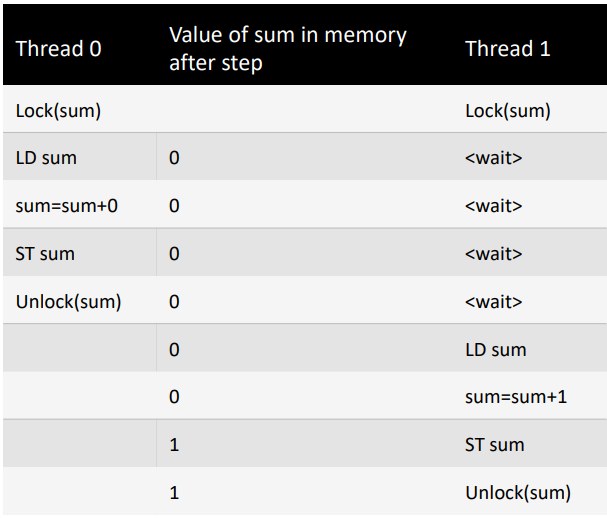 Thread 0 Value of sum in memory after step Thread 1
Lock(sum) Lock(sum)
LD sum 0 <wait>
sum=sum+0 0 <wait>
ST sum 0 <wait>
Unlock(sum) 0 <wait>
0 LD sum
0 sum=sum+1
1 ST sum
1 Unlock(sum)